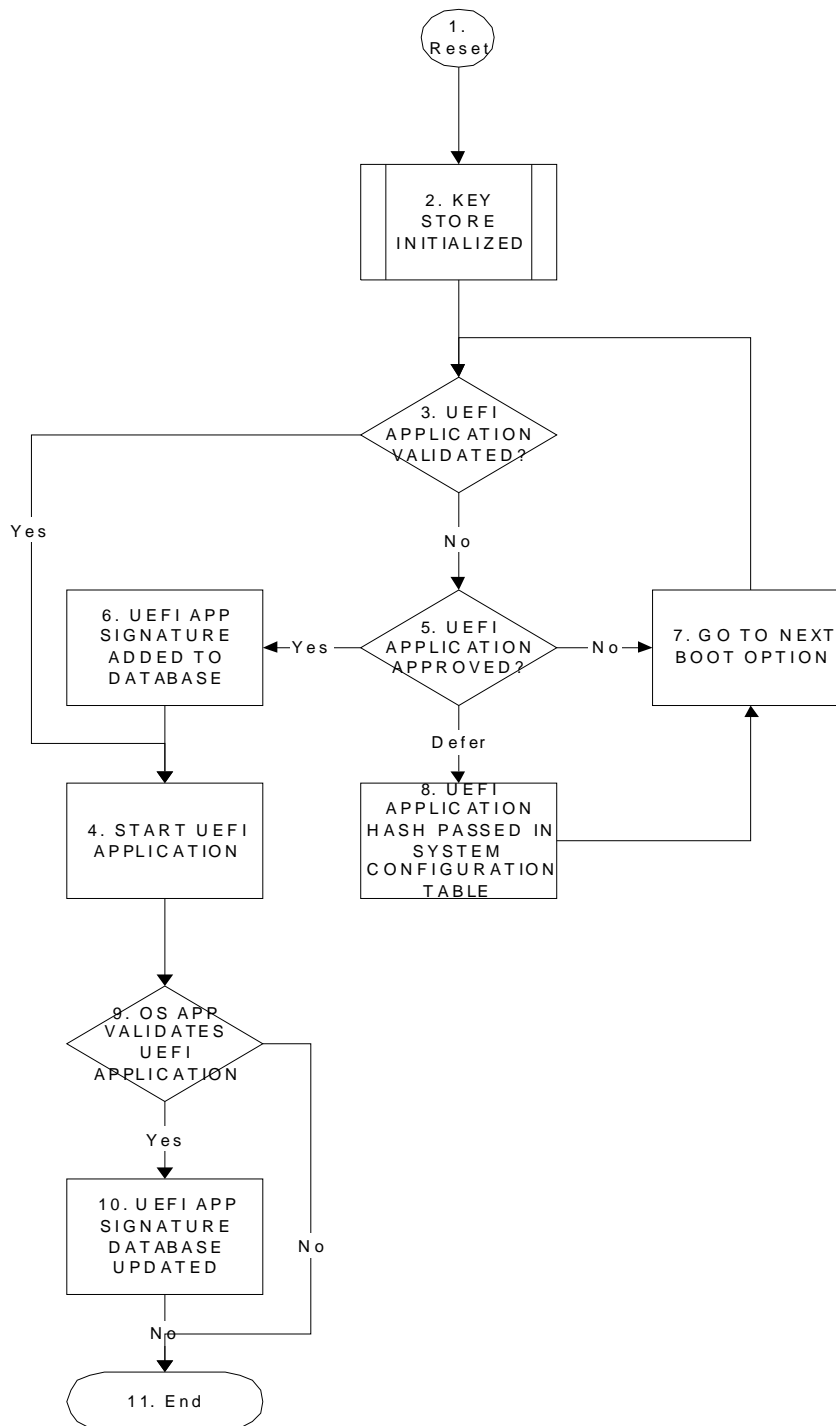 1.
Reset
2. KEY
STORE
INITIALIZED
3. UEFI
APPLICATION
VALIDATED?
Yes
No
6. UEFI APP
SIGNATURE
ADDED TO
DATABASE
Yes
5. UEFI
APPLICATION
APPROVED?
No
7. GO TO NEXT
BOOT OPTION
Defer
4. START UEFI
APPLICATION
8. UEFI
APPLICATION
HASH PASSED IN
SYSTEM
CONFIGURATION
TABLE
9. OS APP
VALIDATES
UEFI
APPLICATION
Yes
10. UEFI APP
SIGNATURE
DATABASE
UPDATED
No
No
11. End